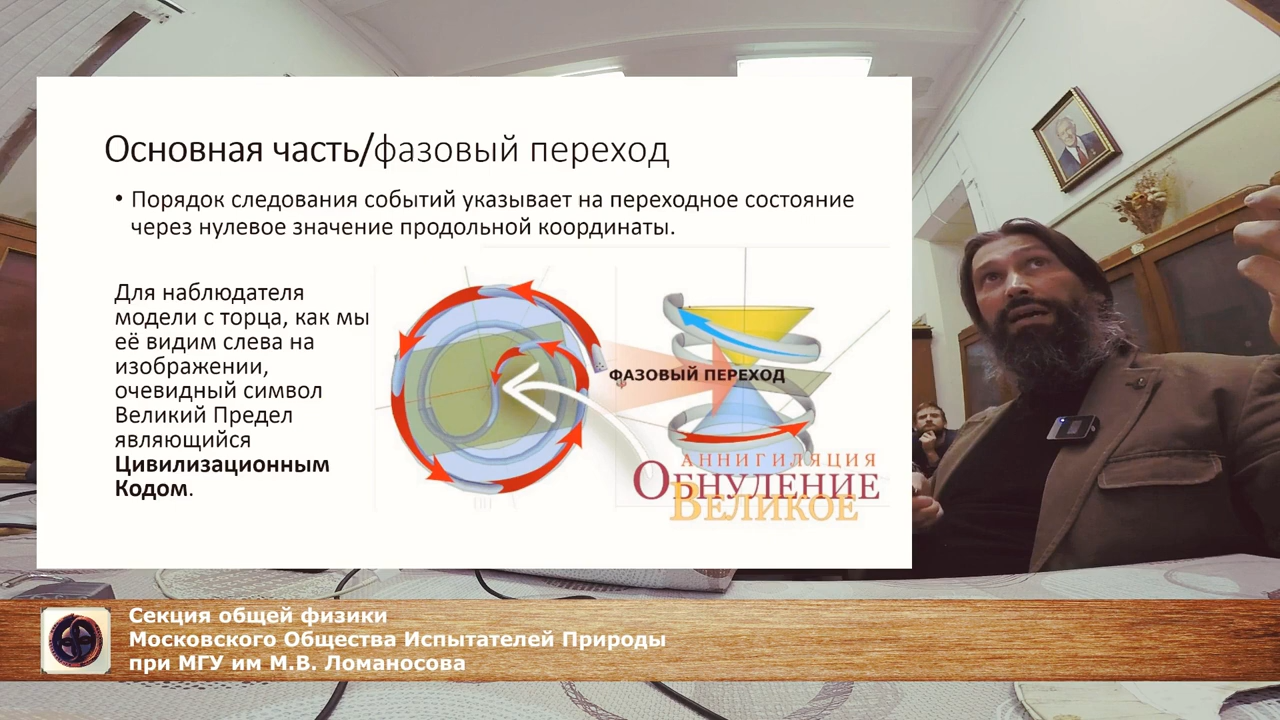 Основная часть/фазовый переход
• Порядок следования событий указывает на переходное состояние
через нулевое значение продольной координаты.
Для наблюдателя
модели с торца, как мы
её видим слева на
изображении,
очевидный символ
Великий Предел
являющийся
Цивилизационным
Кодом.
ФАЗОВЫЙ ПЕРЕХОД
АННИГИЛЯЦИЯ
ОБНУЛЕНИЕ
ВЕЛИКОЕ
Секция общей физики
Московского Общества Испытателей Природы
при МГУ им М.В. Ломаносова